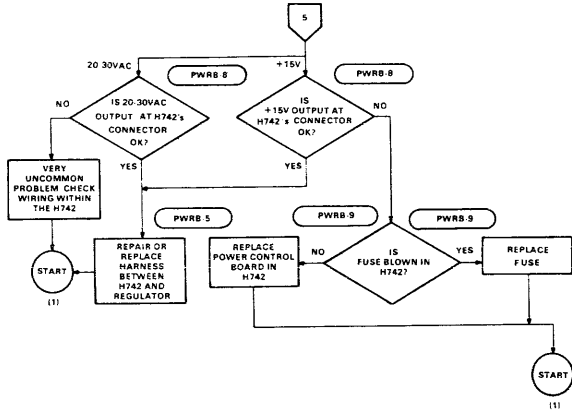 5
20-30VAC
PWRB-8
+15V
PWRB-8
NO
IS 20-30VAC
OUTPUT AT H742's
CONNECTOR
OK?
YES
IS
+15V OUTPUT AT
H742's CONNECTOR
OK?
NO
YES
VERY
UNCOMMON
PROBLEM CHECK
WIRING WITHIN
THE H742
START
(1)
PWRB-5
REPAIR OR
REPLACE
HARNESS
BETWEEN
H742 AND
REGULATOR
PWRB-9
PWRB-9
REPLACE
POWER CONTROL
BOARD IN
H742
NO
IS
FUSE BLOWN IN
H742?
YES
REPLACE
FUSE
START
(1)